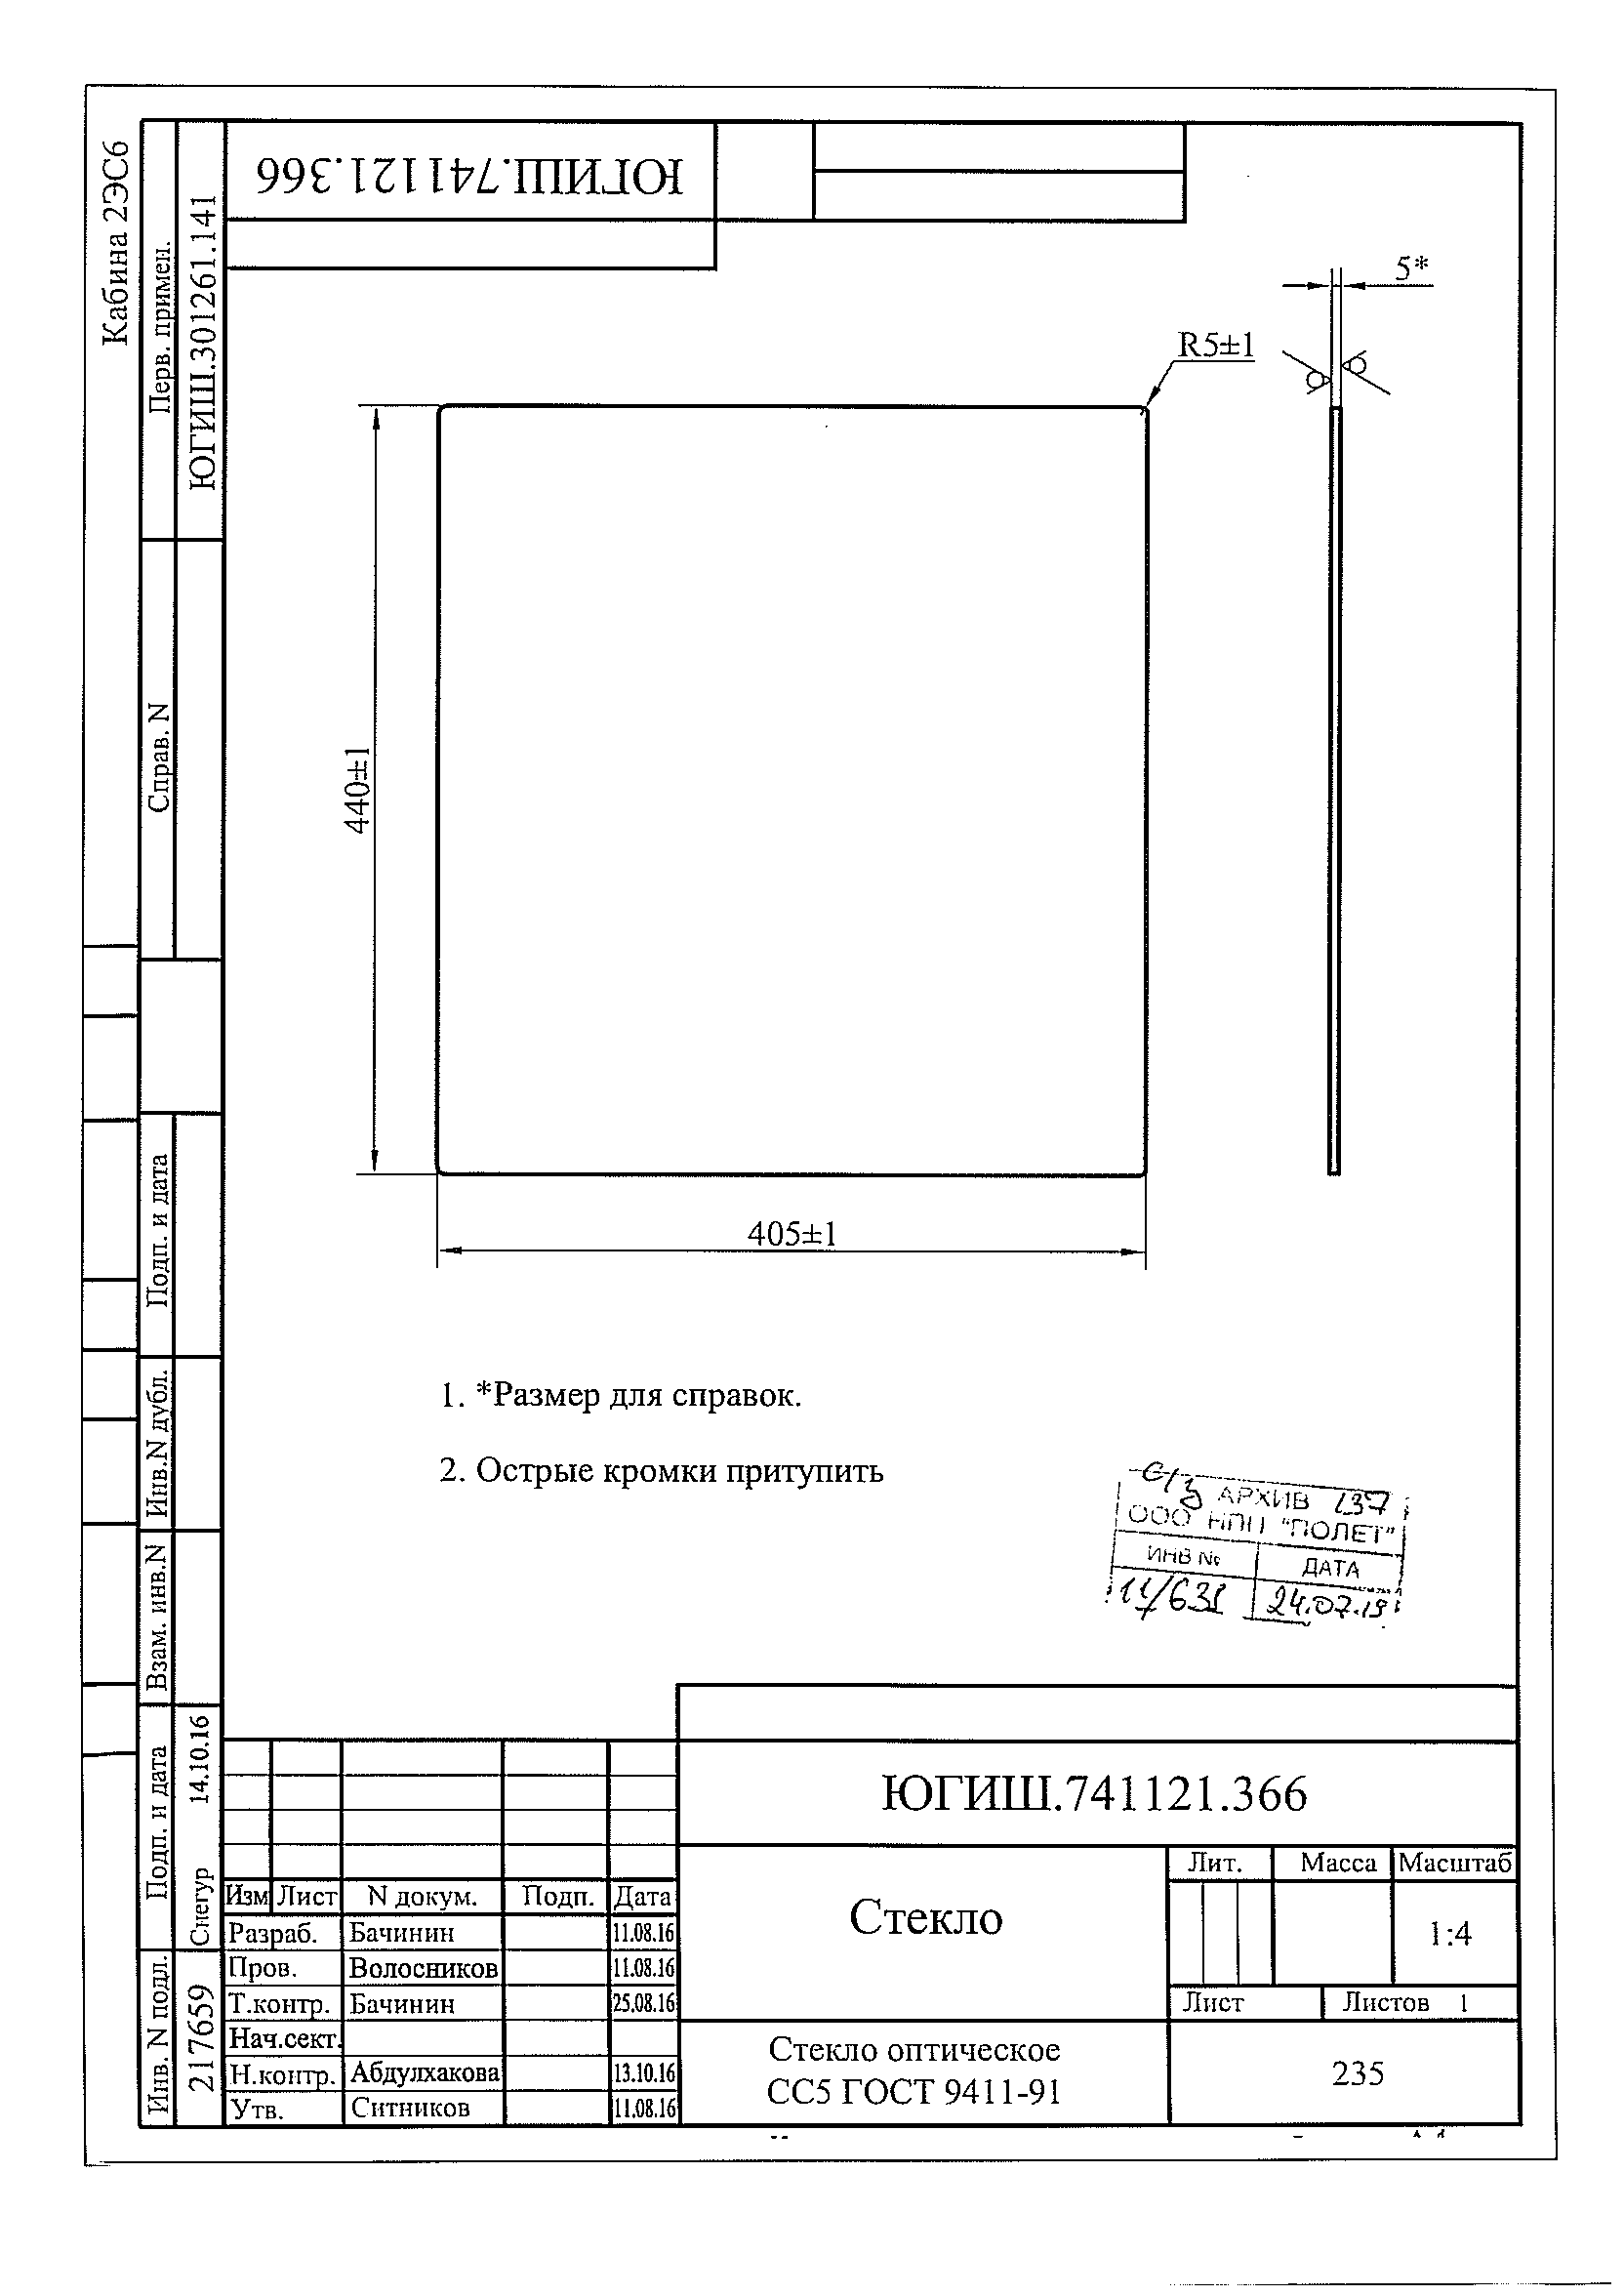 Кабина 2ЭС6
Перв. примен.
ЮГИШ.301261.141
Справ. N
Подп. и дата
Инв.N дубл.
Взам. инв.N
Подп. и дата
Снегур 14.10.16
Инв. N подл.
217659
ЮГИШ.741121.366
5*
R5±1
440±1
405±1
1. *Размер для справок.
2. Острые кромки притупить
АРХИВ 137
ООО НПП "ПОЛЕТ"
ИНВ № ДАТА
24.07.19
ЮГИШ.741121.366
Изм Лист N докум. Подп. Дата
Разраб. Бачинин 11.08.16
Пров. Волосников 11.08.16
Т.контр. Бачинин 25.08.16
Нач.сект.
Н.контр. Абдулхакова 13.10.16
Утв. Ситников 11.08.16
Стекло
Лит. Масса Масштаб
1:4
Лист Листов 1
Стекло оптическое
СС5 ГОСТ 9411-91
235